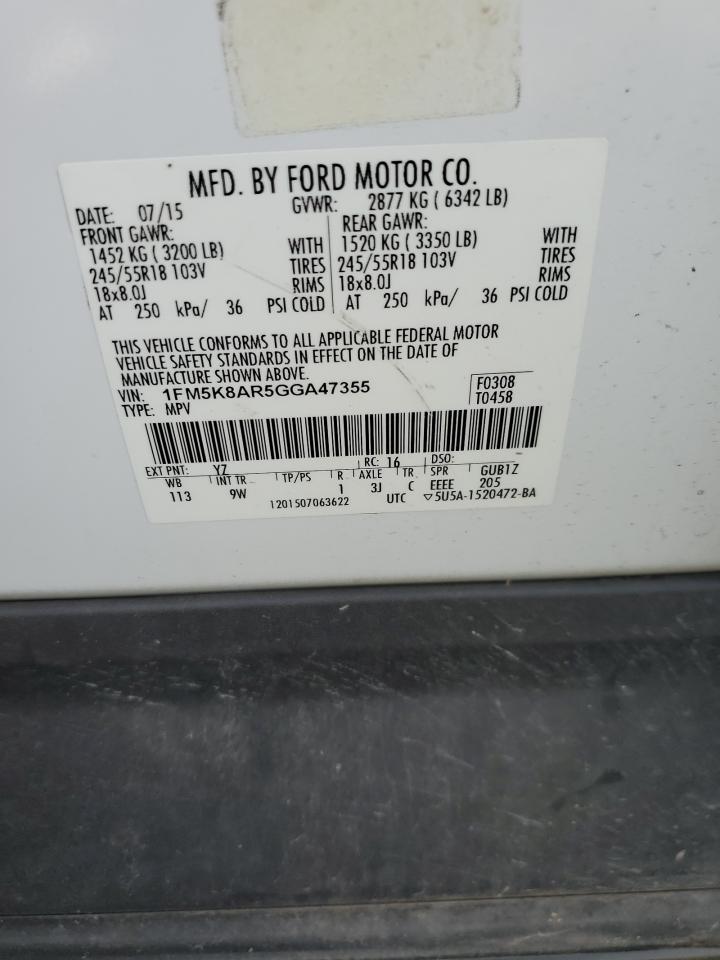 MFD. BY FORD MOTOR CO.
DATE: 07/15 GVWR: 2877 KG ( 6342 LB)
FRONT GAWR: REAR GAWR:
1452 KG ( 3200 LB) WITH 1520 KG ( 3350 LB) WITH
245/55R18 103V TIRES 245/55R18 103V TIRES
18x8.0J RIMS 18x8.0J RIMS
AT 250 kPa/ 36 PSI COLD AT 250 kPa/ 36 PSI COLD
THIS VEHICLE CONFORMS TO ALL APPLICABLE FEDERAL MOTOR
VEHICLE SAFETY STANDARDS IN EFFECT ON THE DATE OF
MANUFACTURE SHOWN ABOVE.
VIN: 1FM5K8AR5GGA47355 F0308
TYPE: MPV T0458
EXT PNT: YZ RC: 16 DSO:
WB INT TR TP/PS R AXLE TR SPR GUB1Z
113 9W 1 3J C EEEE 205
1201507063622 UTC ▽5U5A-1520472-BA